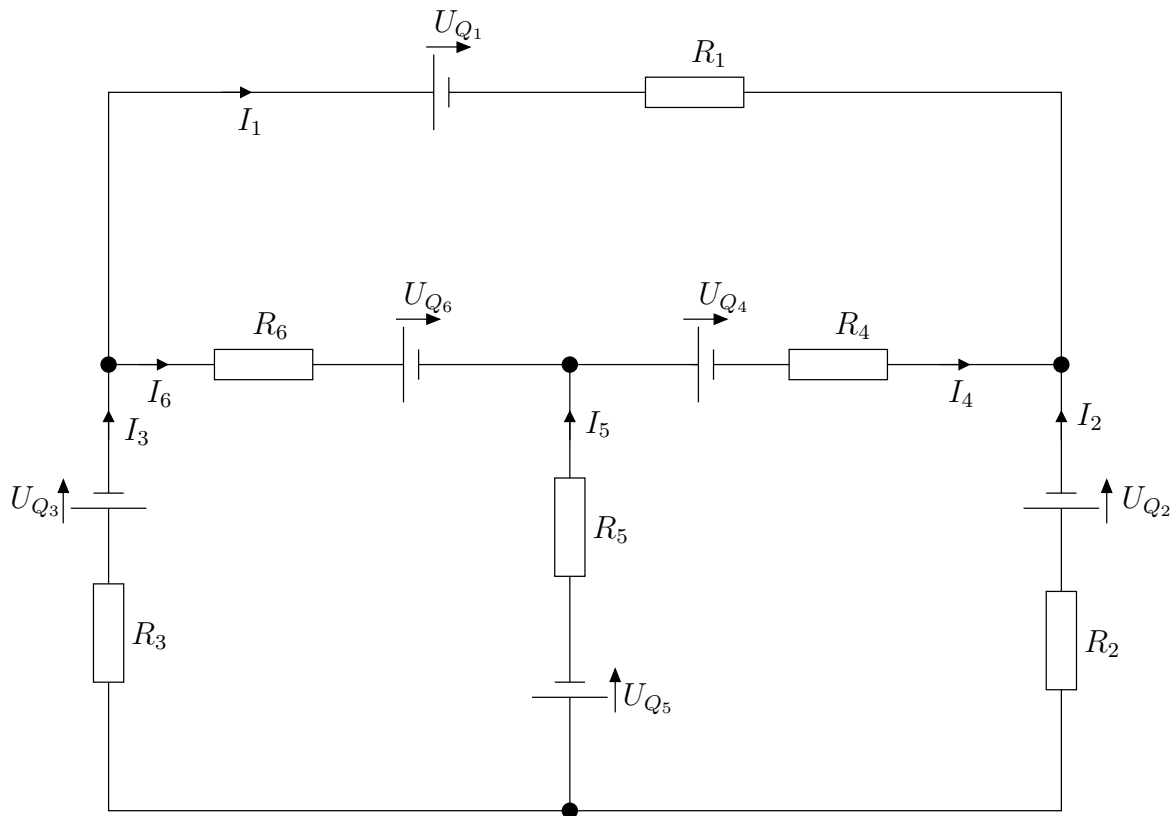 U_{Q_1}
R_1
I_1
U_{Q_6}
U_{Q_4}
R_6
R_4
I_6
I_4
I_3
I_5
I_2
U_{Q_3}
U_{Q_2}
R_5
R_3
R_2
U_{Q_5}